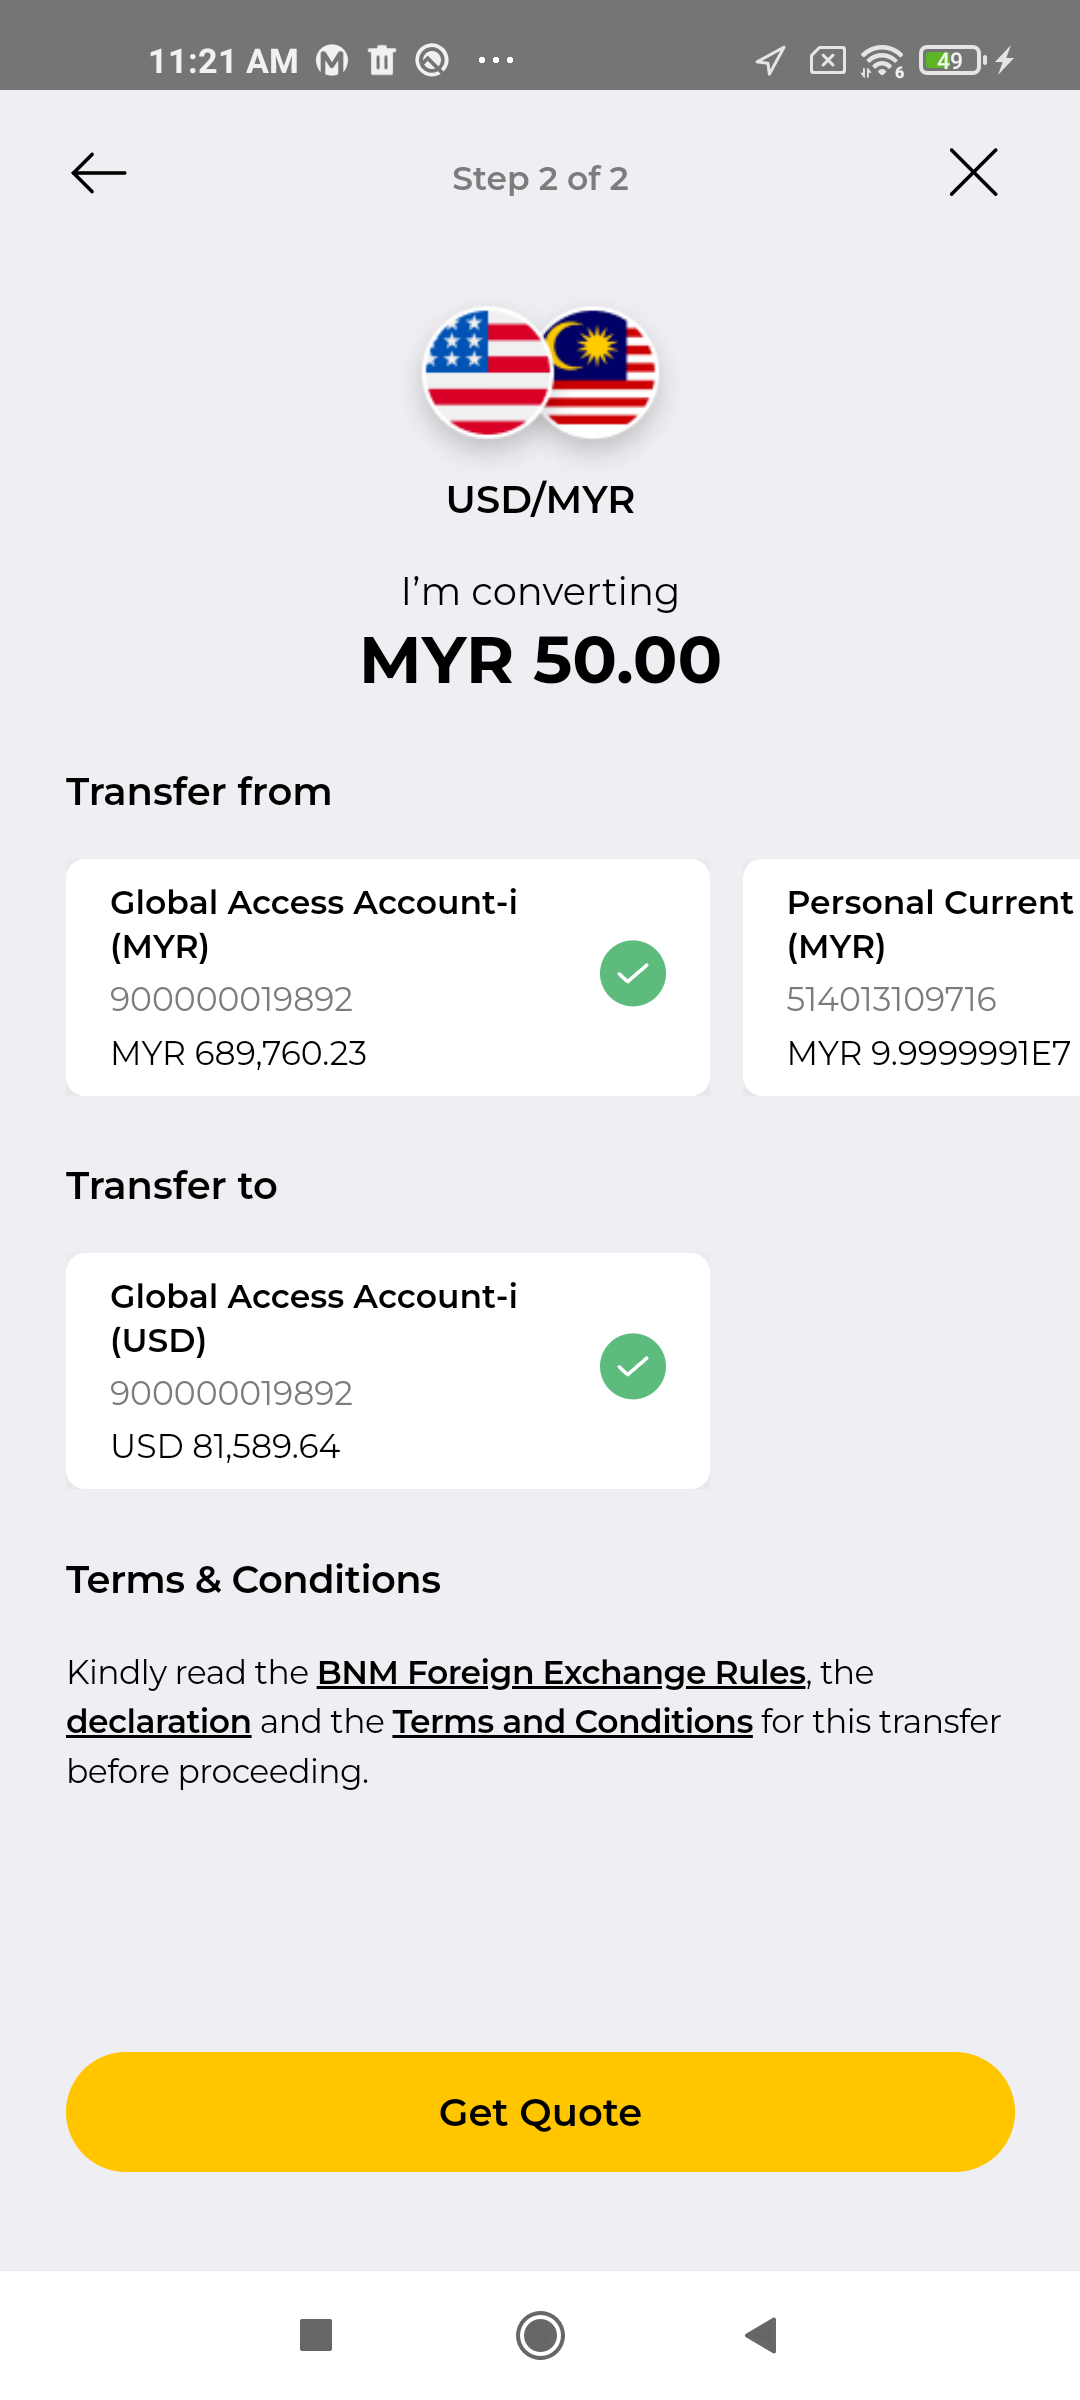 11:21 AM
6
49
Step 2 of 2
USD/MYR
I'm converting
MYR 50.00
Transfer from
Global Access Account-i
(MYR)
900000019892
MYR 689,760.23
Personal Current
(MYR)
514013109716
MYR 9.9999991E7
Transfer to
Global Access Account-i
(USD)
900000019892
USD 81,589.64
Terms & Conditions
Kindly read the BNM Foreign Exchange Rules, the
declaration and the Terms and Conditions for this transfer
before proceeding.
Get Quote